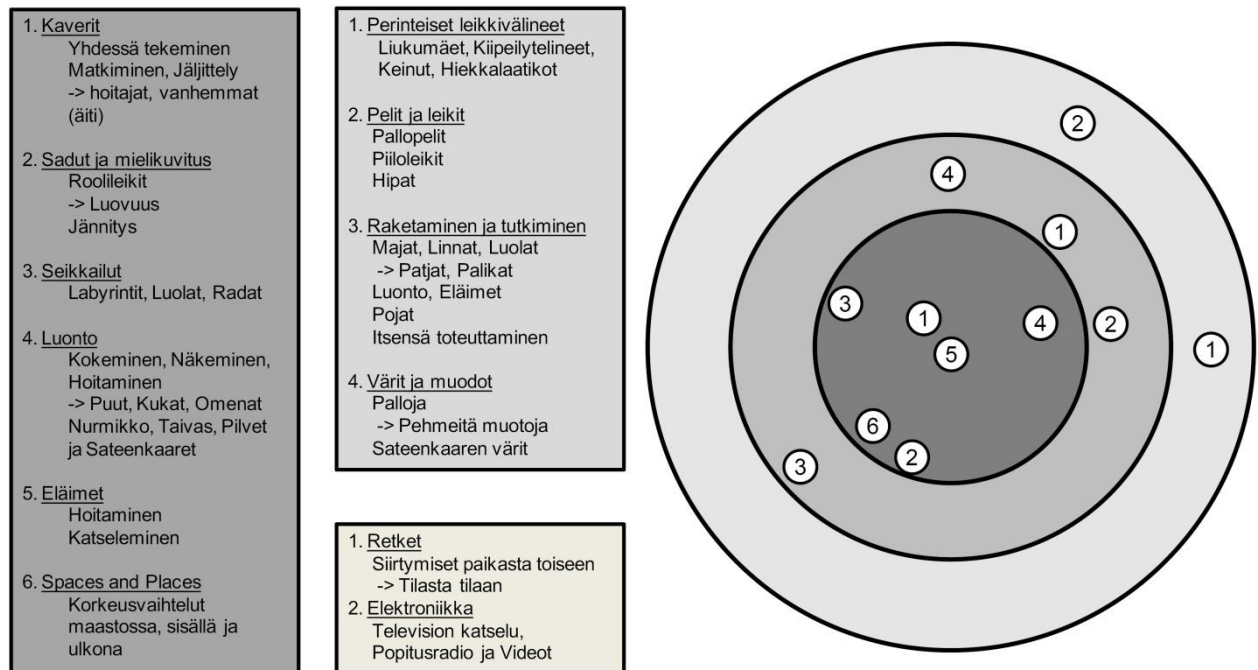 1. Kaverit
Yhdessä tekeminen
Matkiminen, Jäljittely
-> hoitajat, vanhemmat
(äiti)
2. Sadut ja mielikuvitus
Roolileikit
-> Luovuus
Jännitys
3. Seikkailut
Labyrintit, Luolat, Radat
4. Luonto
Kokeminen, Näkeminen,
Hoitaminen
-> Puut, Kukat, Omenat
Nurmikko, Taivas, Pilvet
ja Sateenkaaret
5. Eläimet
Hoitaminen
Katseleminen
6. Spaces and Places
Korkeusvaihtelut
maastossa, sisällä ja
ulkona
1. Perinteiset leikkivälineet
Liukumäet, Kiipeilytelineet,
Keinut, Hiekkalaatikot
2. Pelit ja leikit
Pallopelit
Piiloleikit
Hipat
3. Raketaminen ja tutkiminen
Majat, Linnat, Luolat
-> Patjat, Palikat
Luonto, Eläimet
Pojat
Itsensä toteuttaminen
4. Värit ja muodot
Palloja
-> Pehmeitä muotoja
Sateenkaaren värit
1. Retket
Siirtymiset paikasta toiseen
-> Tilasta tilaan
2. Elektroniikka
Television katselu,
Popitusradio ja Videot
2
4
1
3
1
4
2
5
1
6
2
3